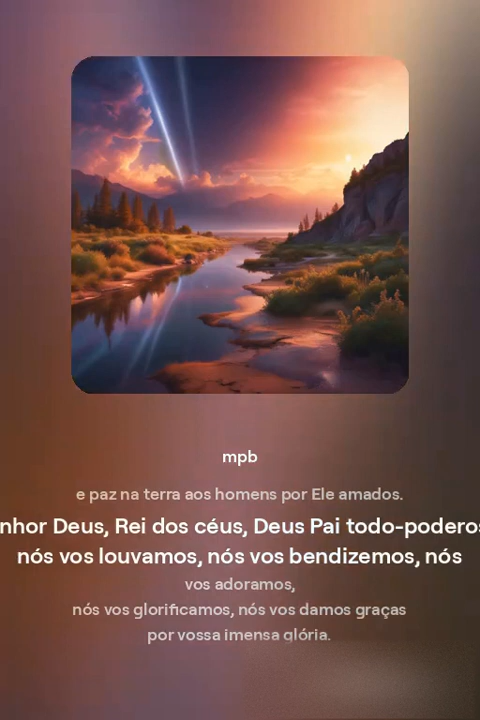 mpb
e paz na terra aos homens por Ele amados.
nhor Deus, Rei dos céus, Deus Pai todo-poderos
nós vos louvamos, nós vos bendizemos, nós
vos adoramos,
nós vos glorificamos, nós vos damos graças
por vossa imensa glória.